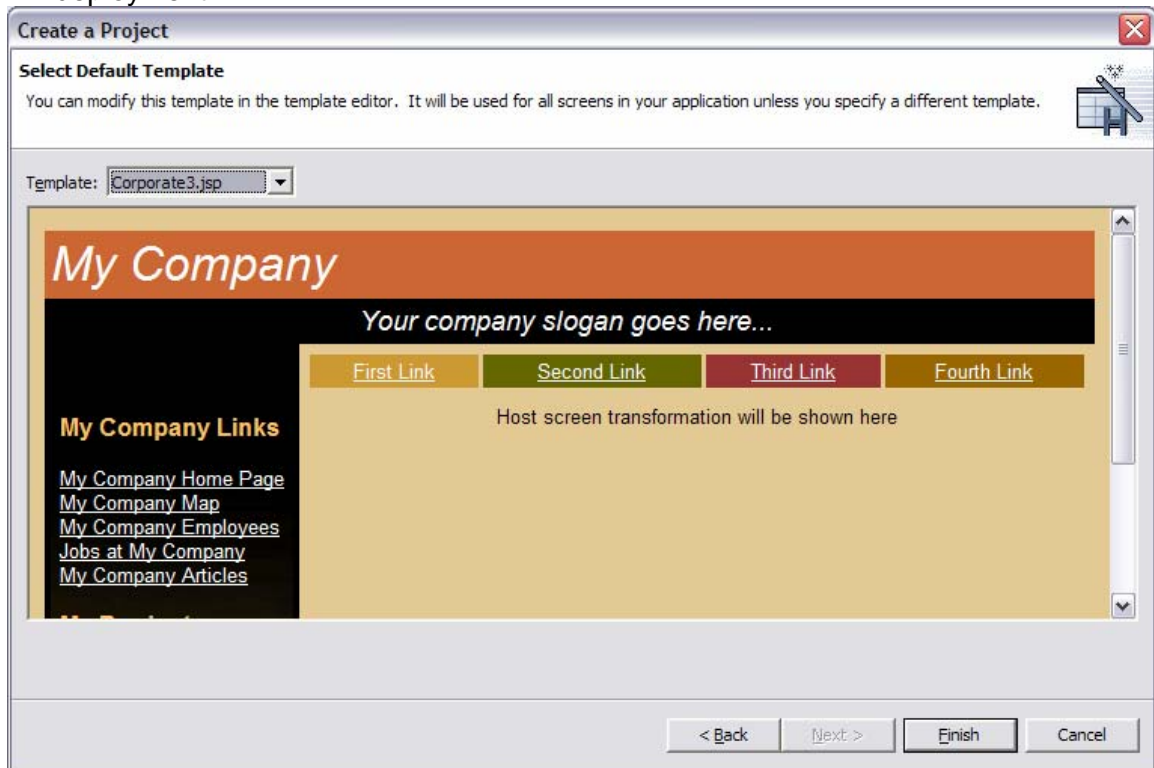 Create a Project
Select Default Template
You can modify this template in the template editor. It will be used for all screens in your application unless you specify a different template.
Template: Corporate3.jsp
My Company
Your company slogan goes here...
First Link Second Link Third Link Fourth Link
Host screen transformation will be shown here
My Company Links
My Company Home Page
My Company Map
My Company Employees
Jobs at My Company
My Company Articles
< Back Next > Finish Cancel